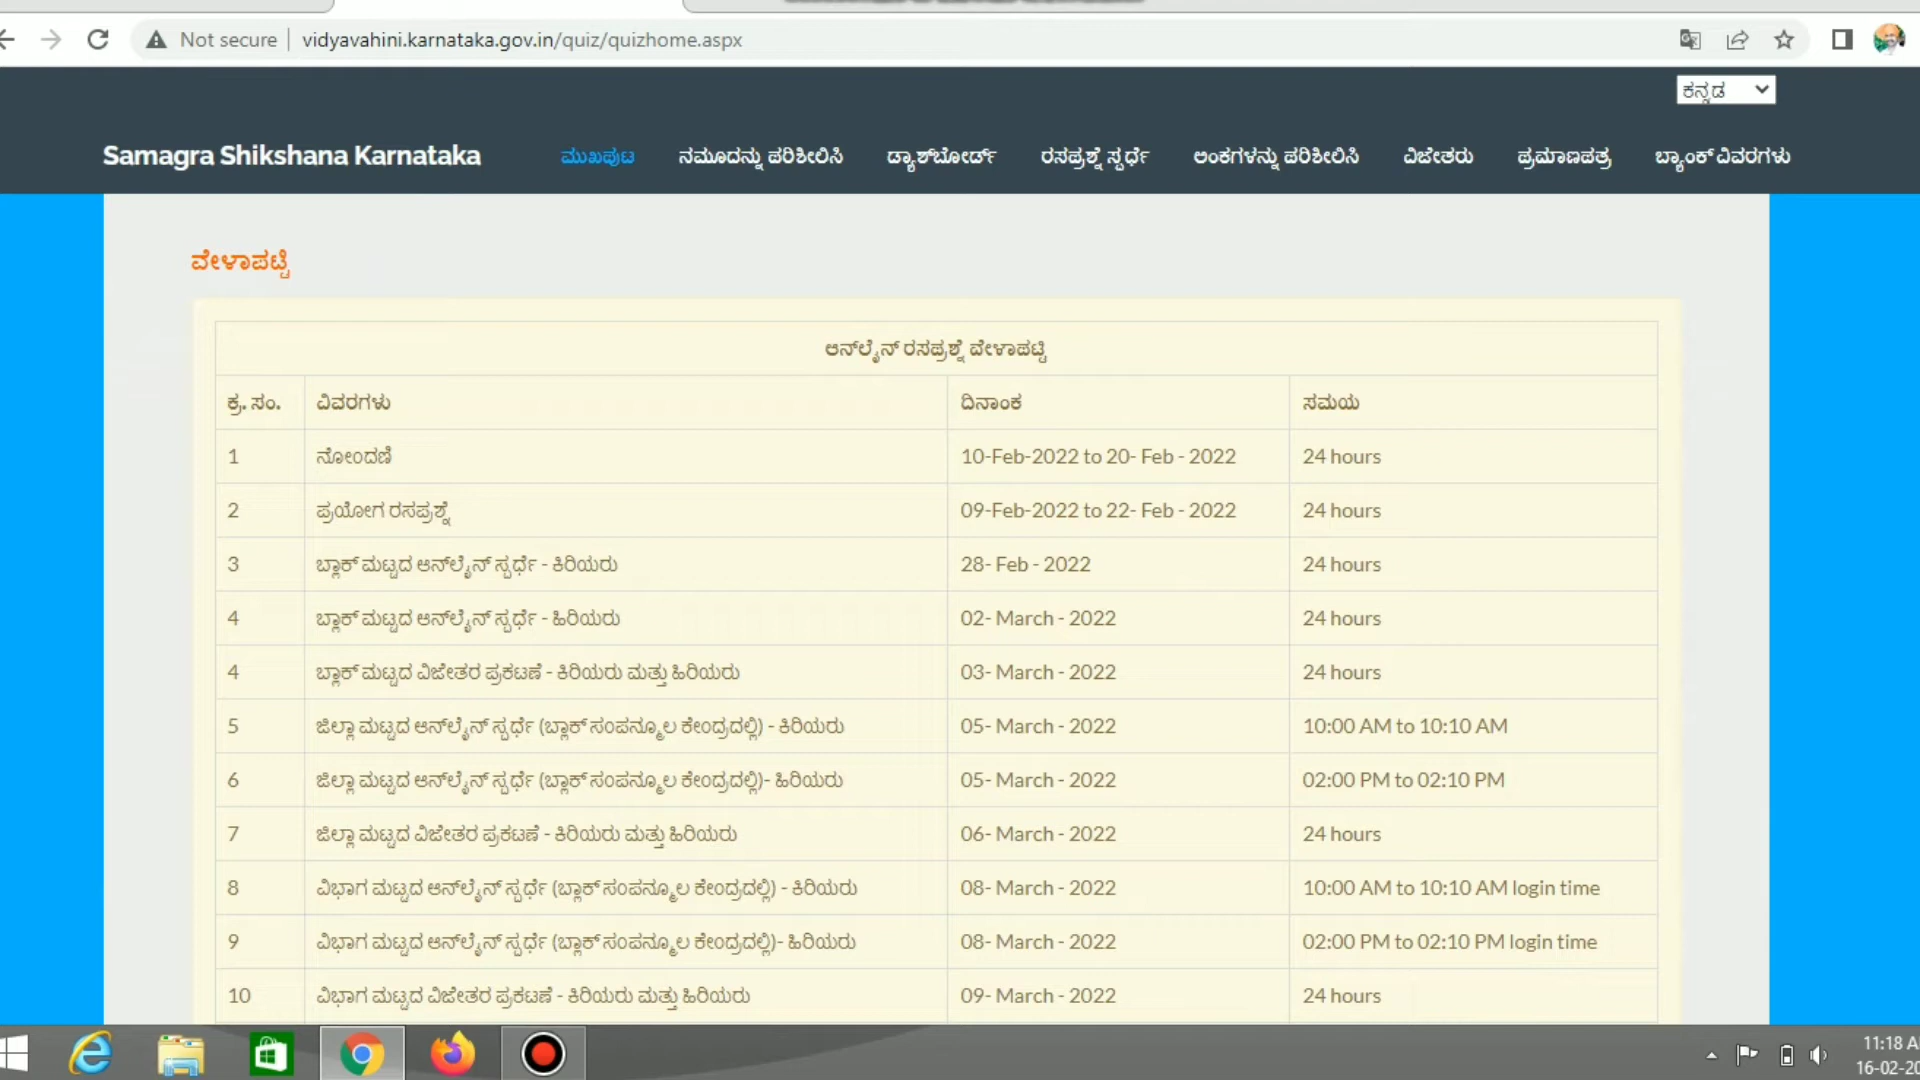 Not secure | vidyavahini.karnataka.gov.in/quiz/quizhome.aspx
ಕನ್ನಡ
Samagra Shikshana Karnataka ಮುಖಪುಟ ನಮೂದನ್ನು ಪರಿಶೀಲಿಸಿ ಡ್ಯಾಶ್‌ಬೋರ್ಡ್ ರಸಪ್ರಶ್ನೆ ಸ್ಪರ್ಧೆ ಅಂಕಗಳನ್ನು ಪರಿಶೀಲಿಸಿ ವಿಜೇತರು ಪ್ರಮಾಣಪತ್ರ ಬ್ಯಾಂಕ್ ವಿವರಗಳು
ವೇಳಾಪಟ್ಟಿ
ಆನ್‌ಲೈನ್ ರಸಪ್ರಶ್ನೆ ವೇಳಾಪಟ್ಟಿ
ಕ್ರ. ಸಂ. ವಿವರಗಳು ದಿನಾಂಕ ಸಮಯ
1 ನೋಂದಣಿ 10-Feb-2022 to 20- Feb - 2022 24 hours
2 ಪ್ರಯೋಗ ರಸಪ್ರಶ್ನೆ 09-Feb-2022 to 22- Feb - 2022 24 hours
3 ಬ್ಲಾಕ್ ಮಟ್ಟದ ಆನ್‌ಲೈನ್ ಸ್ಪರ್ಧೆ - ಕಿರಿಯರು 28- Feb - 2022 24 hours
4 ಬ್ಲಾಕ್ ಮಟ್ಟದ ಆನ್‌ಲೈನ್ ಸ್ಪರ್ಧೆ - ಹಿರಿಯರು 02- March - 2022 24 hours
4 ಬ್ಲಾಕ್ ಮಟ್ಟದ ವಿಜೇತರ ಪ್ರಕಟಣೆ - ಕಿರಿಯರು ಮತ್ತು ಹಿರಿಯರು 03- March - 2022 24 hours
5 ಜಿಲ್ಲಾ ಮಟ್ಟದ ಆನ್‌ಲೈನ್ ಸ್ಪರ್ಧೆ (ಬ್ಲಾಕ್ ಸಂಪನ್ಮೂಲ ಕೇಂದ್ರದಲ್ಲಿ) - ಕಿರಿಯರು 05- March - 2022 10:00 AM to 10:10 AM
6 ಜಿಲ್ಲಾ ಮಟ್ಟದ ಆನ್‌ಲೈನ್ ಸ್ಪರ್ಧೆ (ಬ್ಲಾಕ್ ಸಂಪನ್ಮೂಲ ಕೇಂದ್ರದಲ್ಲಿ)- ಹಿರಿಯರು 05- March - 2022 02:00 PM to 02:10 PM
7 ಜಿಲ್ಲಾ ಮಟ್ಟದ ವಿಜೇತರ ಪ್ರಕಟಣೆ - ಕಿರಿಯರು ಮತ್ತು ಹಿರಿಯರು 06- March - 2022 24 hours
8 ವಿಭಾಗ ಮಟ್ಟದ ಆನ್‌ಲೈನ್ ಸ್ಪರ್ಧೆ (ಬ್ಲಾಕ್ ಸಂಪನ್ಮೂಲ ಕೇಂದ್ರದಲ್ಲಿ) - ಕಿರಿಯರು 08- March - 2022 10:00 AM to 10:10 AM login time
9 ವಿಭಾಗ ಮಟ್ಟದ ಆನ್‌ಲೈನ್ ಸ್ಪರ್ಧೆ (ಬ್ಲಾಕ್ ಸಂಪನ್ಮೂಲ ಕೇಂದ್ರದಲ್ಲಿ)- ಹಿರಿಯರು 08- March - 2022 02:00 PM to 02:10 PM login time
10 ವಿಭಾಗ ಮಟ್ಟದ ವಿಜೇತರ ಪ್ರಕಟಣೆ - ಕಿರಿಯರು ಮತ್ತು ಹಿರಿಯರು 09- March - 2022 24 hours
11:18 A
16-02-20